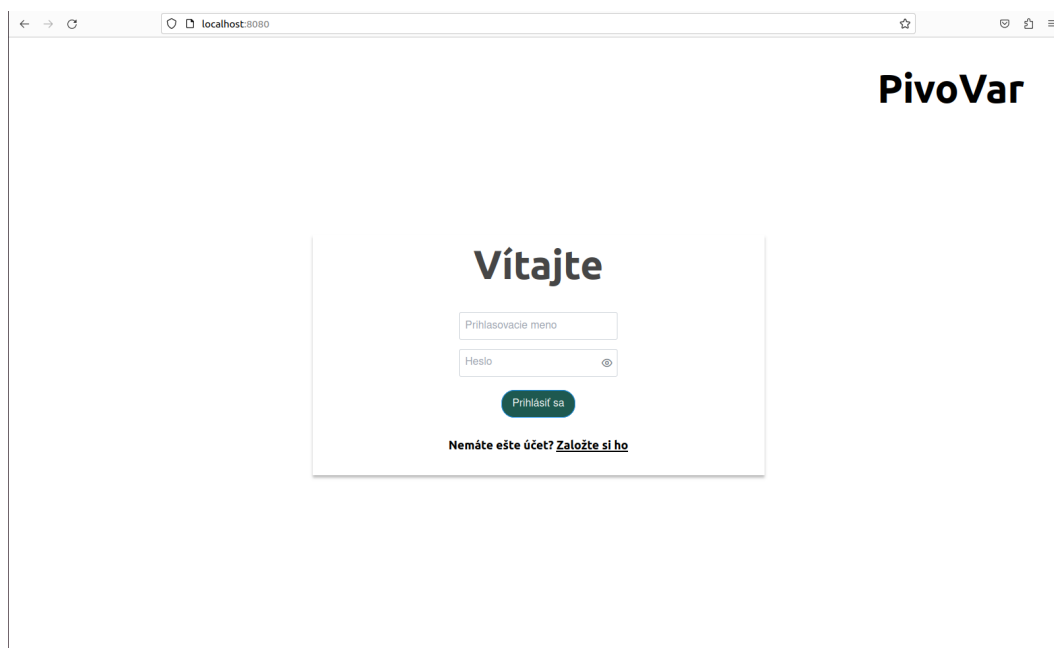 localhost:8080
PivoVar
Vítajte
Prihlasovacie meno
Heslo
Prihlásiť sa
Nemáte ešte účet? Založte si ho